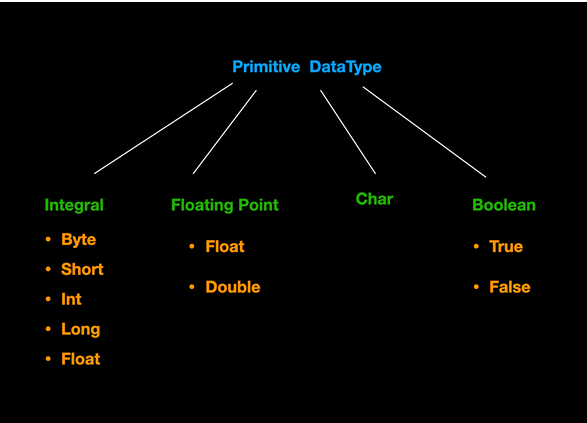 Primitive DataType
Integral
• Byte
• Short
• Int
• Long
• Float
Floating Point
• Float
• Double
Char
Boolean
• True
• False